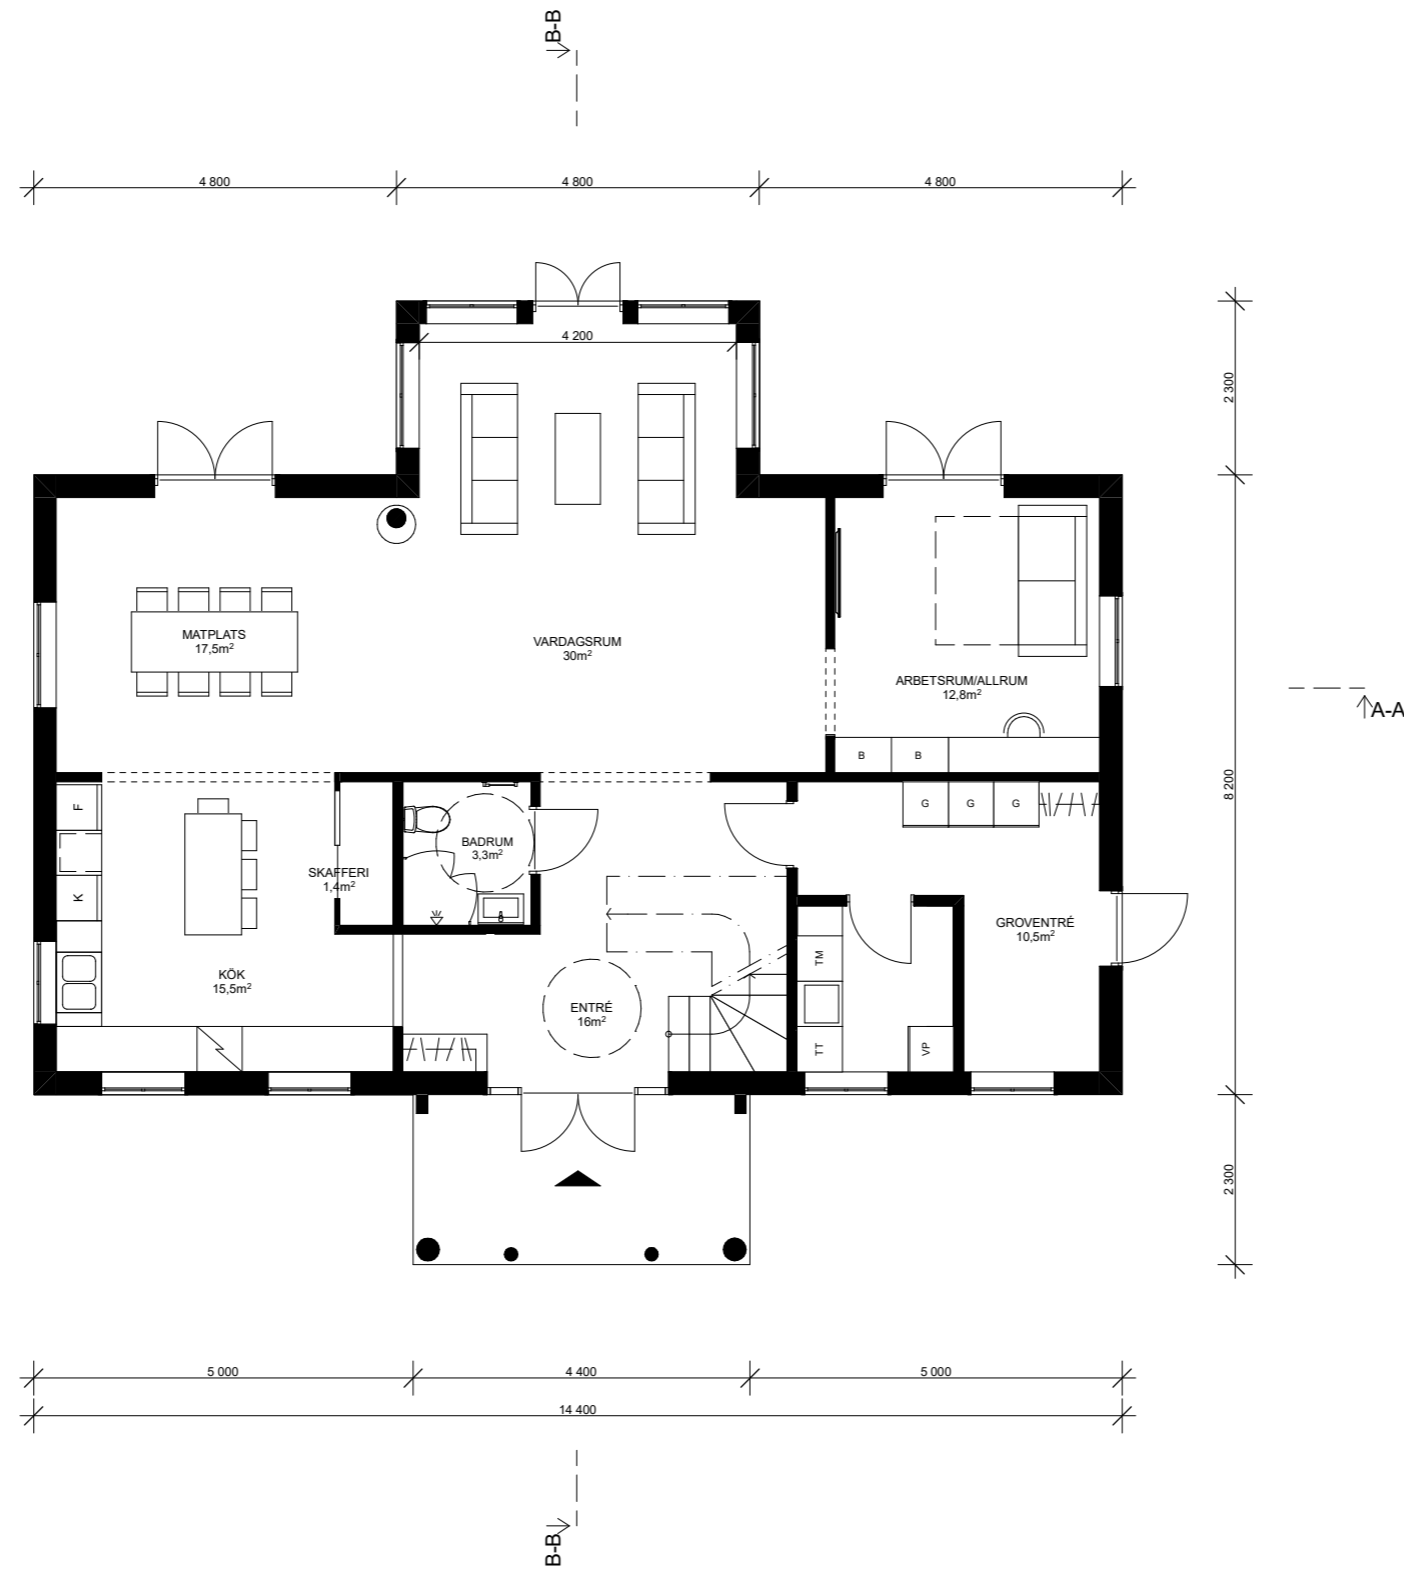 B-B
4 800
4 800
4 800
4 200
2 300
MATPLATS
17,5m²
VARDAGSRUM
30m²
ARBETSRUM/ALLRUM
12,8m²
A-A
B
B
8 200
F
K
SKAFFERI
1,4m²
BADRUM
3,3m²
G
G
G
GROVENTRÉ
10,5m²
KÖK
15,5m²
ENTRÉ
16m²
TM
TT
VP
2 300
5 000
4 400
5 000
14 400
B-B